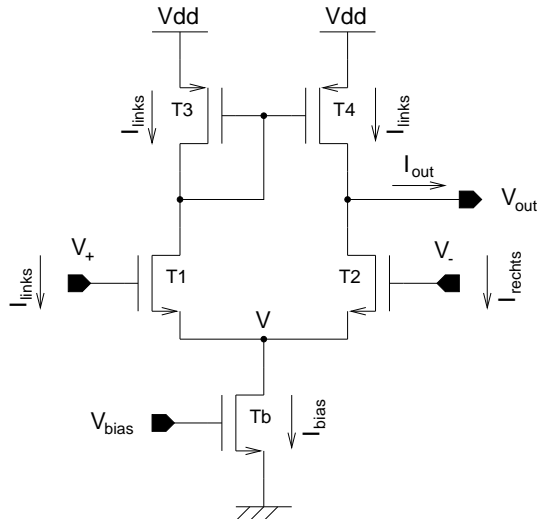 Vdd Vdd
I_links T3 T4 I_links
I_out
V_out
V_+ V_-
I_links T1 T2 I_rechts
V
V_bias Tb I_bias